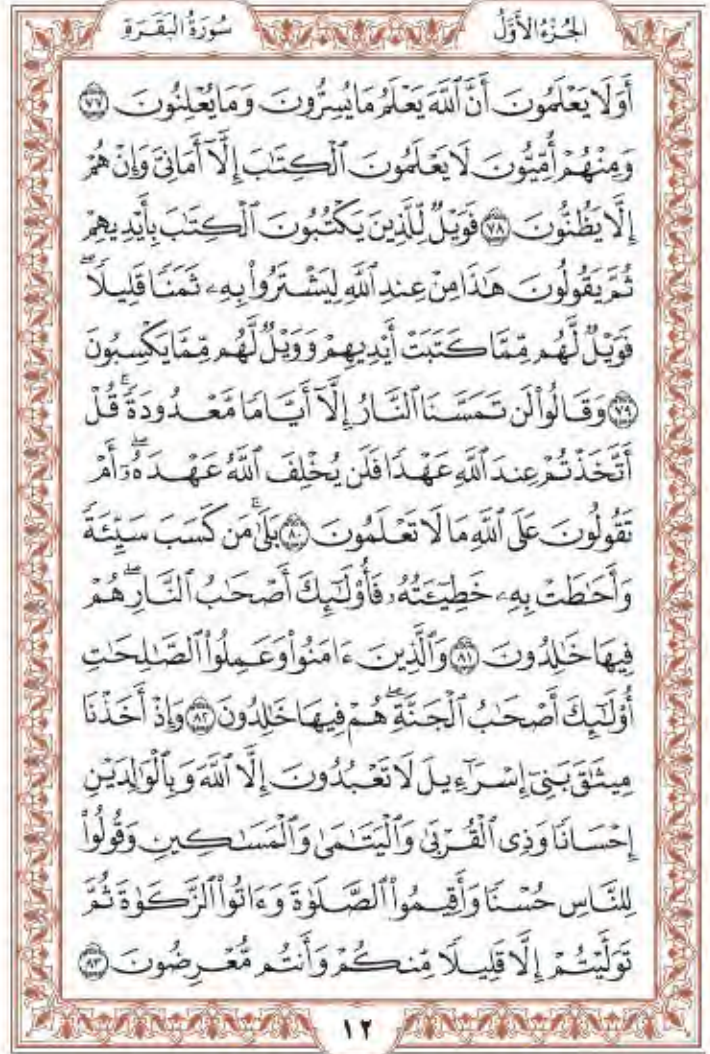 سُورَةُ البَقَرَةِ
الجُزْءُ الأَوَّلُ
أَوَلَا يَعْلَمُونَ أَنَّ ٱللَّهَ يَعْلَمُ مَا يُسِرُّونَ وَمَا يُعْلِنُونَ ٧٧
وَمِنْهُمْ أُمِّيُّونَ لَا يَعْلَمُونَ ٱلْكِتَٰبَ إِلَّآ أَمَانِىَّ وَإِنْ هُمْ
إِلَّا يَظُنُّونَ ٧٨ فَوَيْلٌ لِّلَّذِينَ يَكْتُبُونَ ٱلْكِتَٰبَ بِأَيْدِيهِمْ
ثُمَّ يَقُولُونَ هَٰذَا مِنْ عِندِ ٱللَّهِ لِيَشْتَرُوا۟ بِهِۦ ثَمَنًا قَلِيلًا ۖ
فَوَيْلٌ لَّهُم مِّمَّا كَتَبَتْ أَيْدِيهِمْ وَوَيْلٌ لَّهُم مِّمَّا يَكْسِبُونَ
٧٩ وَقَالُوا۟ لَن تَمَسَّنَا ٱلنَّارُ إِلَّآ أَيَّامًا مَّعْدُودَةً ۚ قُلْ
أَتَّخَذْتُمْ عِندَ ٱللَّهِ عَهْدًا فَلَن يُخْلِفَ ٱللَّهُ عَهْدَهُۥٓ ۖ أَمْ
تَقُولُونَ عَلَى ٱللَّهِ مَا لَا تَعْلَمُونَ ٨٠ بَلَىٰ ۚ مَن كَسَبَ سَيِّئَةً
وَأَحَٰطَتْ بِهِۦ خَطِيٓـَٔتُهُۥ فَأُو۟لَٰٓئِكَ أَصْحَٰبُ ٱلنَّارِ ۖ هُمْ
فِيهَا خَٰلِدُونَ ٨١ وَٱلَّذِينَ ءَامَنُوا۟ وَعَمِلُوا۟ ٱلصَّٰلِحَٰتِ
أُو۟لَٰٓئِكَ أَصْحَٰبُ ٱلْجَنَّةِ ۖ هُمْ فِيهَا خَٰلِدُونَ ٨٢ وَإِذْ أَخَذْنَا
مِيثَٰقَ بَنِىٓ إِسْرَٰٓءِيلَ لَا تَعْبُدُونَ إِلَّا ٱللَّهَ وَبِٱلْوَٰلِدَيْنِ
إِحْسَانًا وَذِى ٱلْقُرْبَىٰ وَٱلْيَتَٰمَىٰ وَٱلْمَسَٰكِينِ وَقُولُوا۟
لِلنَّاسِ حُسْنًا وَأَقِيمُوا۟ ٱلصَّلَوٰةَ وَءَاتُوا۟ ٱلزَّكَوٰةَ ثُمَّ
تَوَلَّيْتُمْ إِلَّا قَلِيلًا مِّنكُمْ وَأَنتُم مُّعْرِضُونَ ٨٣
١٢